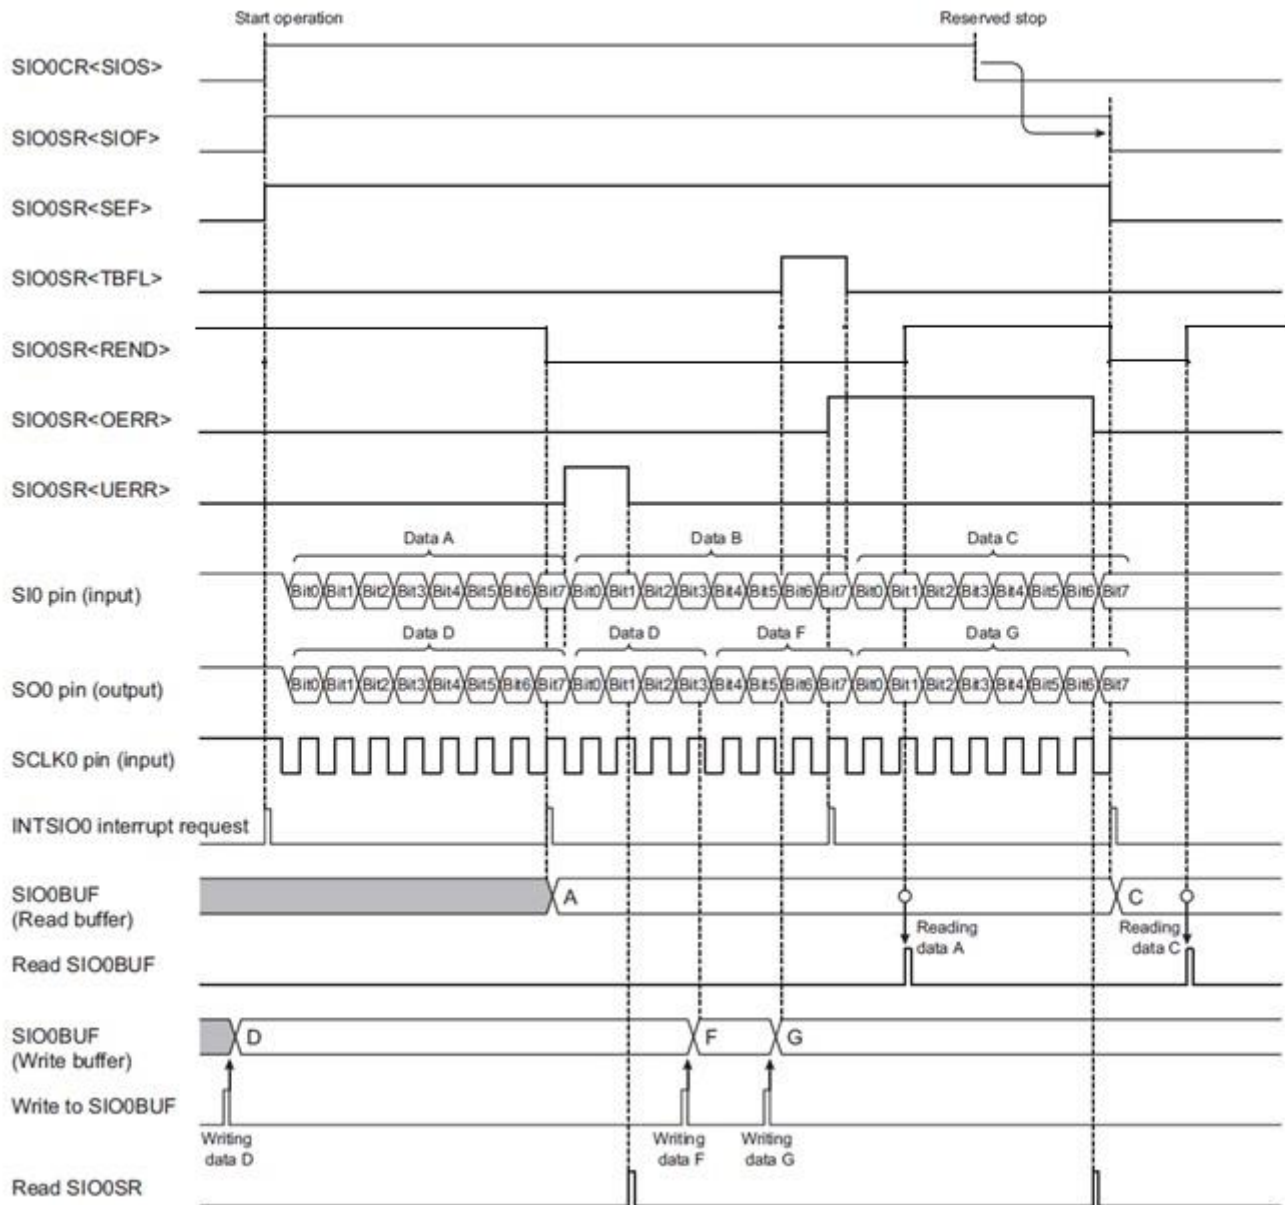 Start operation Reserved stop
SIO0CR<SIOS>
SIO0SR<SIOF>
SIO0SR<SEF>
SIO0SR<TBFL>
SIO0SR<REND>
SIO0SR<OERR>
SIO0SR<UERR>
Data A Data B Data C
SI0 pin (input) Bit0 Bit1 Bit2 Bit3 Bit4 Bit5 Bit6 Bit7 Bit0 Bit1 Bit2 Bit3 Bit4 Bit5 Bit6 Bit7 Bit0 Bit1 Bit2 Bit3 Bit4 Bit5 Bit6 Bit7
Data D Data D Data F Data G
SO0 pin (output) Bit0 Bit1 Bit2 Bit3 Bit4 Bit5 Bit6 Bit7 Bit0 Bit1 Bit2 Bit3 Bit4 Bit5 Bit6 Bit7 Bit0 Bit1 Bit2 Bit3 Bit4 Bit5 Bit6 Bit7
SCLK0 pin (input)
INTSIO0 interrupt request
SIO0BUF A C
(Read buffer)
Reading Reading
data A data C
Read SIO0BUF
SIO0BUF D F G
(Write buffer)
Write to SIO0BUF
Writing Writing Writing
data D data F data G
Read SIO0SR